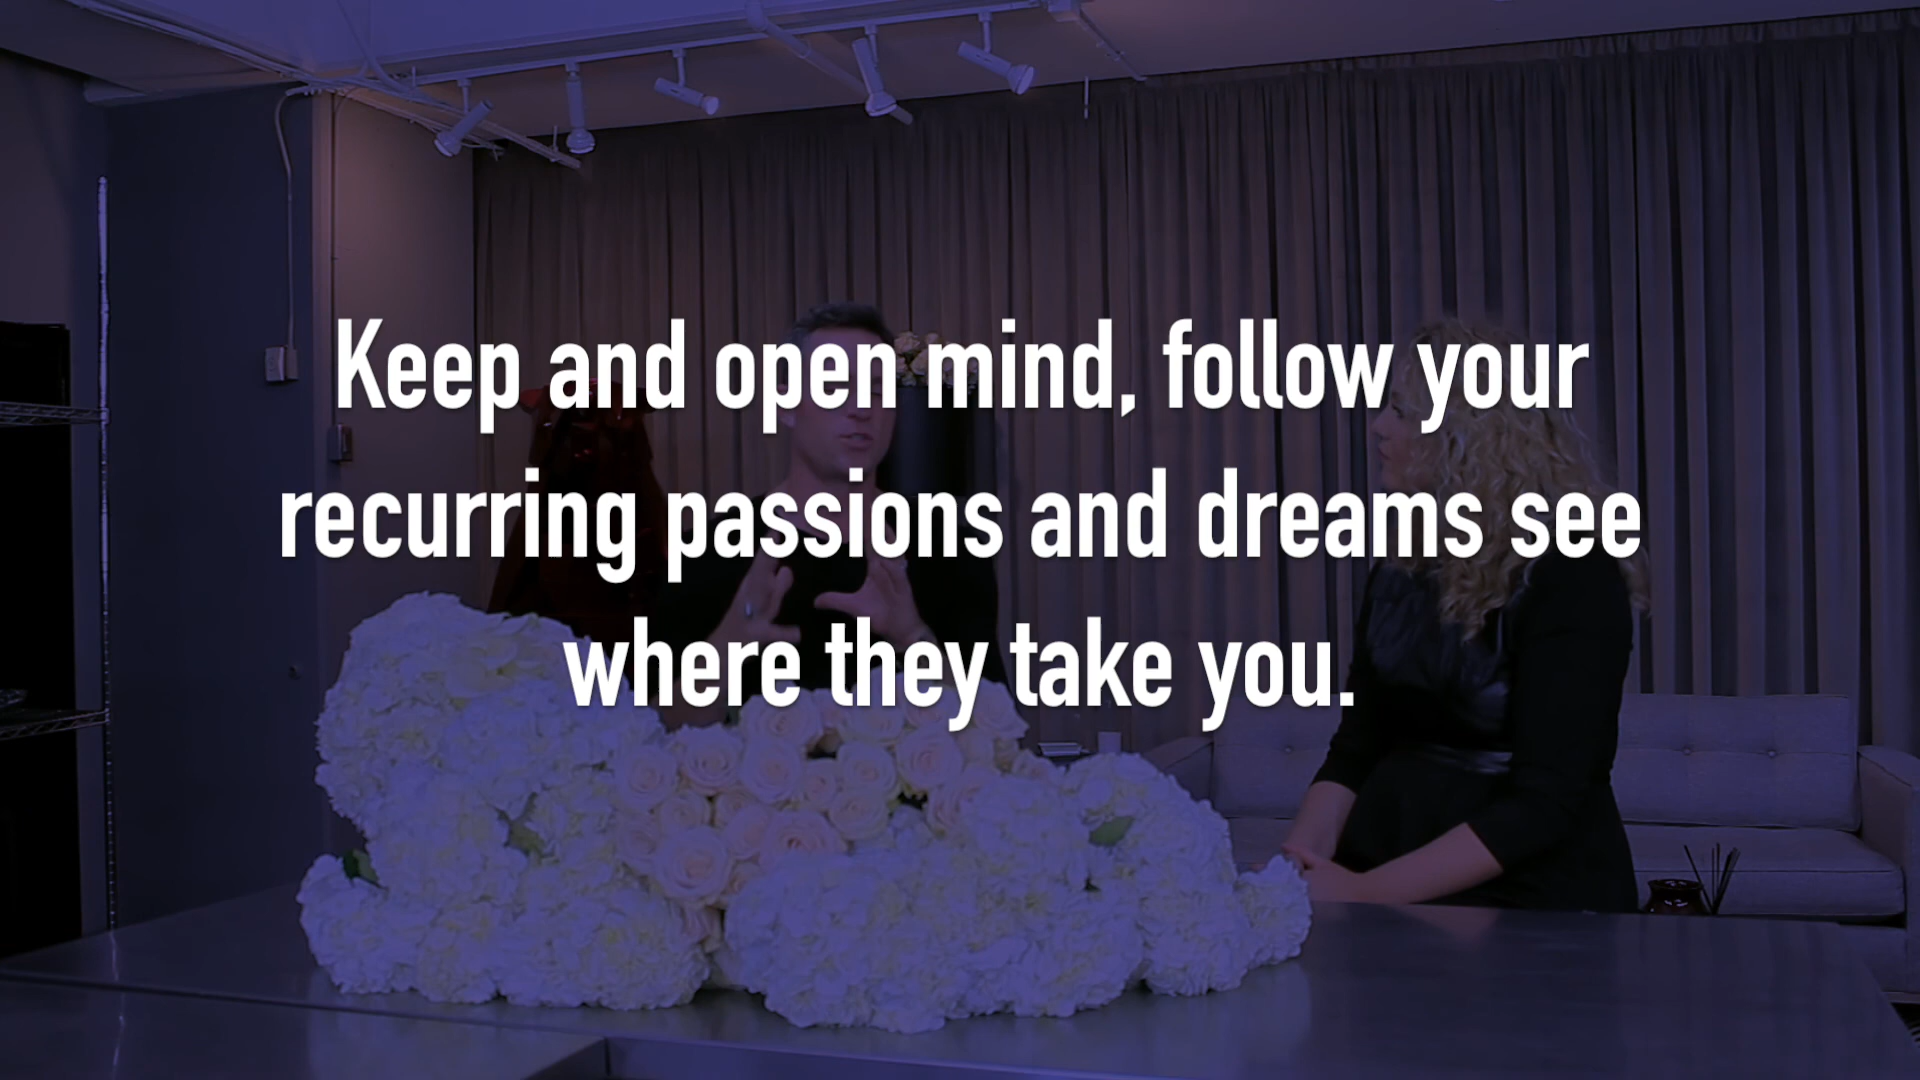 Keep and open mind, follow your
recurring passions and dreams see
where they take you.